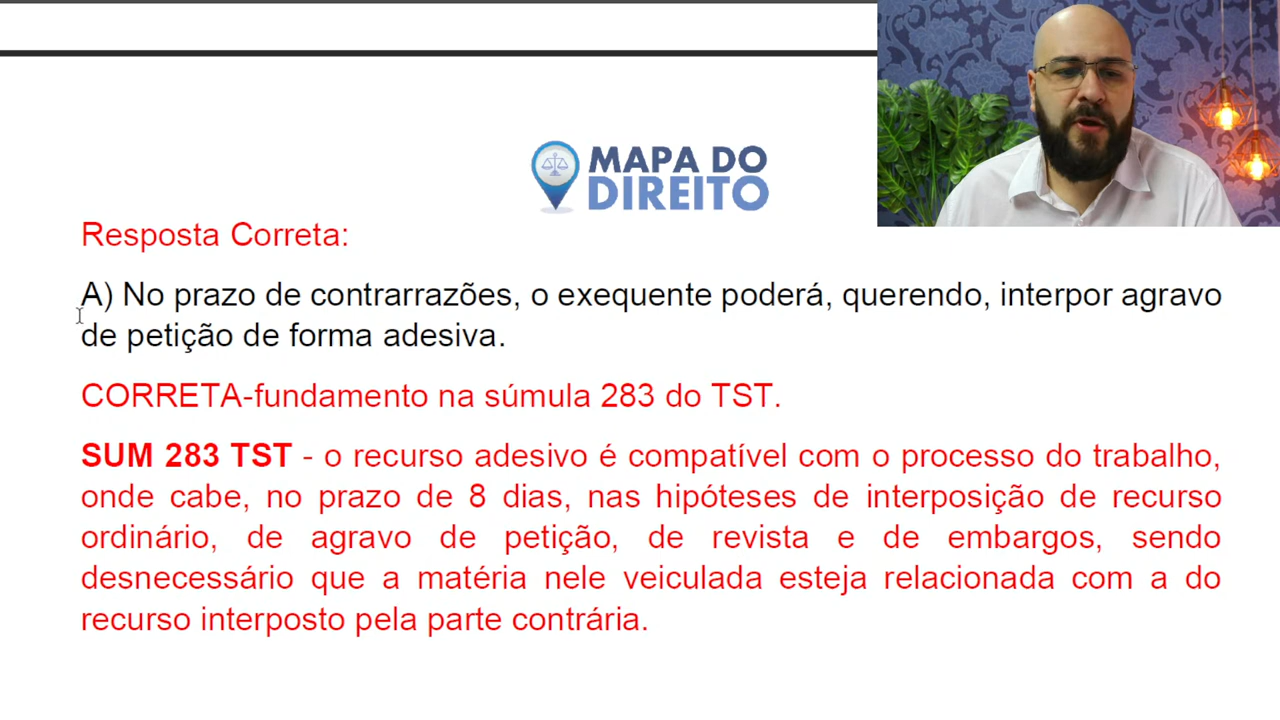 MAPA DO
DIREITO
Resposta Correta:
A) No prazo de contrarrazões, o exequente poderá, querendo, interpor agravo
de petição de forma adesiva.
CORRETA-fundamento na súmula 283 do TST.
SUM 283 TST - o recurso adesivo é compatível com o processo do trabalho,
onde cabe, no prazo de 8 dias, nas hipóteses de interposição de recurso
ordinário, de agravo de petição, de revista e de embargos, sendo
desnecessário que a matéria nele veiculada esteja relacionada com a do
recurso interposto pela parte contrária.